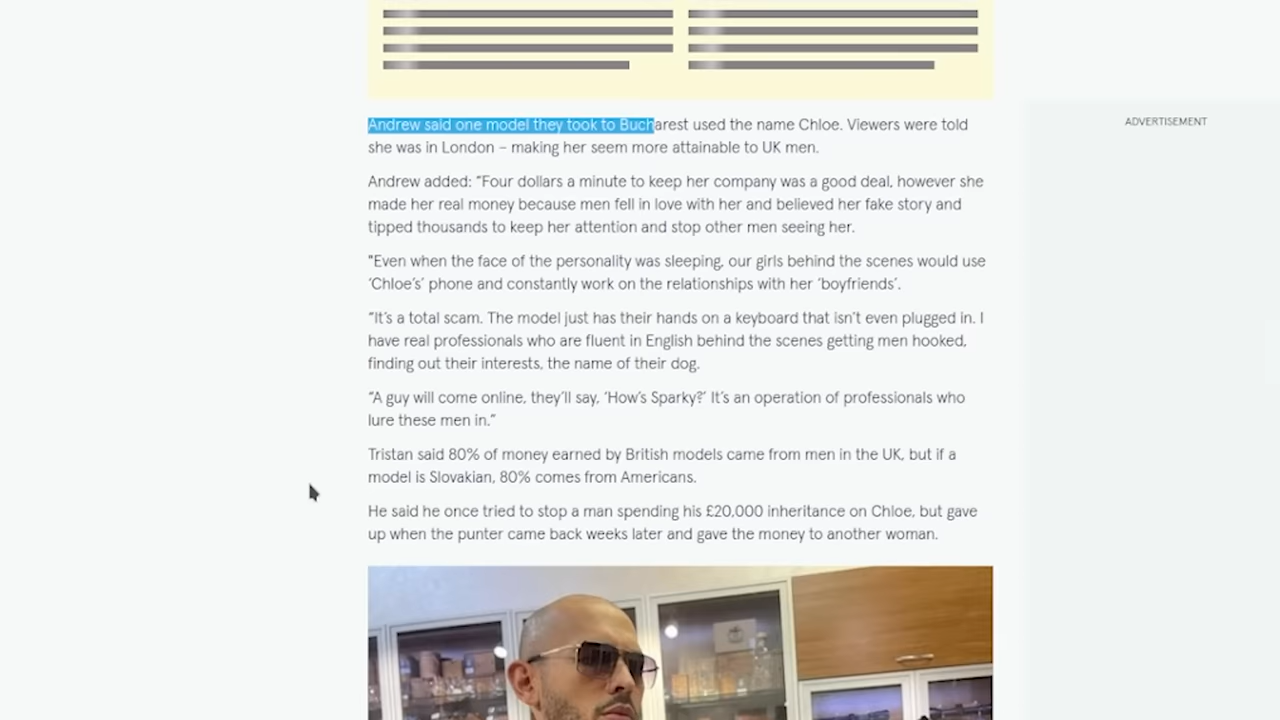 Andrew said one model they took to Bucharest used the name Chloe. Viewers were told
she was in London – making her seem more attainable to UK men.
ADVERTISEMENT
Andrew added: “Four dollars a minute to keep her company was a good deal, however she
made her real money because men fell in love with her and believed her fake story and
tipped thousands to keep her attention and stop other men seeing her.
"Even when the face of the personality was sleeping, our girls behind the scenes would use
‘Chloe’s’ phone and constantly work on the relationships with her ‘boyfriends’.
“It’s a total scam. The model just has their hands on a keyboard that isn’t even plugged in. I
have real professionals who are fluent in English behind the scenes getting men hooked,
finding out their interests, the name of their dog.
“A guy will come online, they’ll say, ‘How’s Sparky?’ It’s an operation of professionals who
lure these men in.”
Tristan said 80% of money earned by British models came from men in the UK, but if a
model is Slovakian, 80% comes from Americans.
He said he once tried to stop a man spending his £20,000 inheritance on Chloe, but gave
up when the punter came back weeks later and gave the money to another woman.